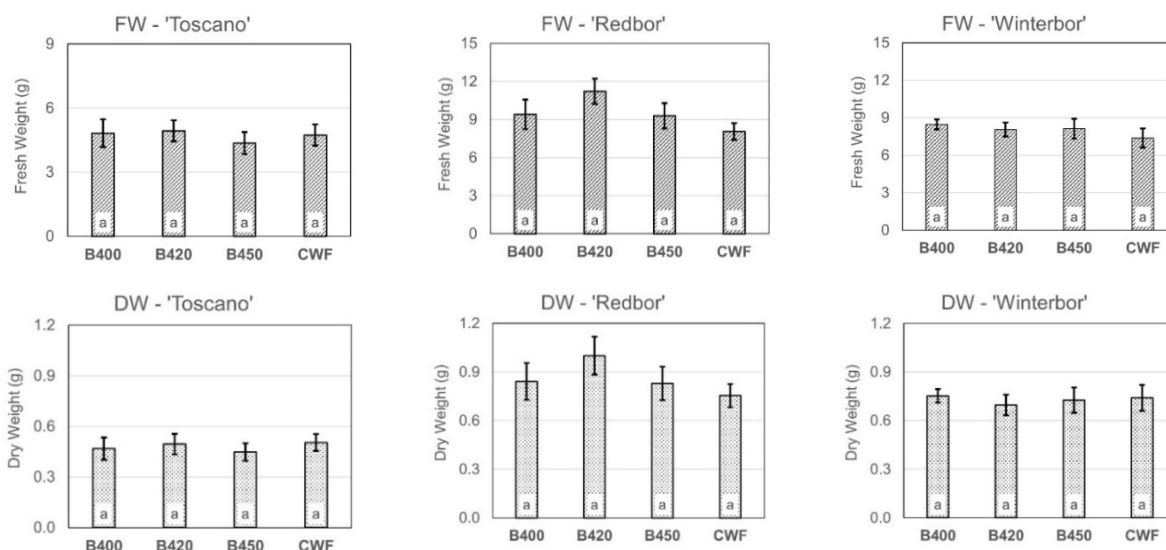 FW - 'Toscano'
9
6
3
0
Fresh Weight (g)
a a a a
B400 B420 B450 CWF
FW - 'Redbor'
15
12
9
6
3
0
Fresh Weight (g)
a a a a
B400 B420 B450 CWF
FW - 'Winterbor'
15
12
9
6
3
0
Fresh Weight (g)
a a a a
B400 B420 B450 CWF
DW - 'Toscano'
1.2
0.9
0.6
0.3
0.0
Dry Weight (g)
a a a a
B400 B420 B450 CWF
DW - 'Redbor'
1.2
0.9
0.6
0.3
0.0
Dry Weight (g)
a a a a
B400 B420 B450 CWF
DW - 'Winterbor'
1.2
0.9
0.6
0.3
0.0
Dry Weight (g)
a a a a
B400 B420 B450 CWF